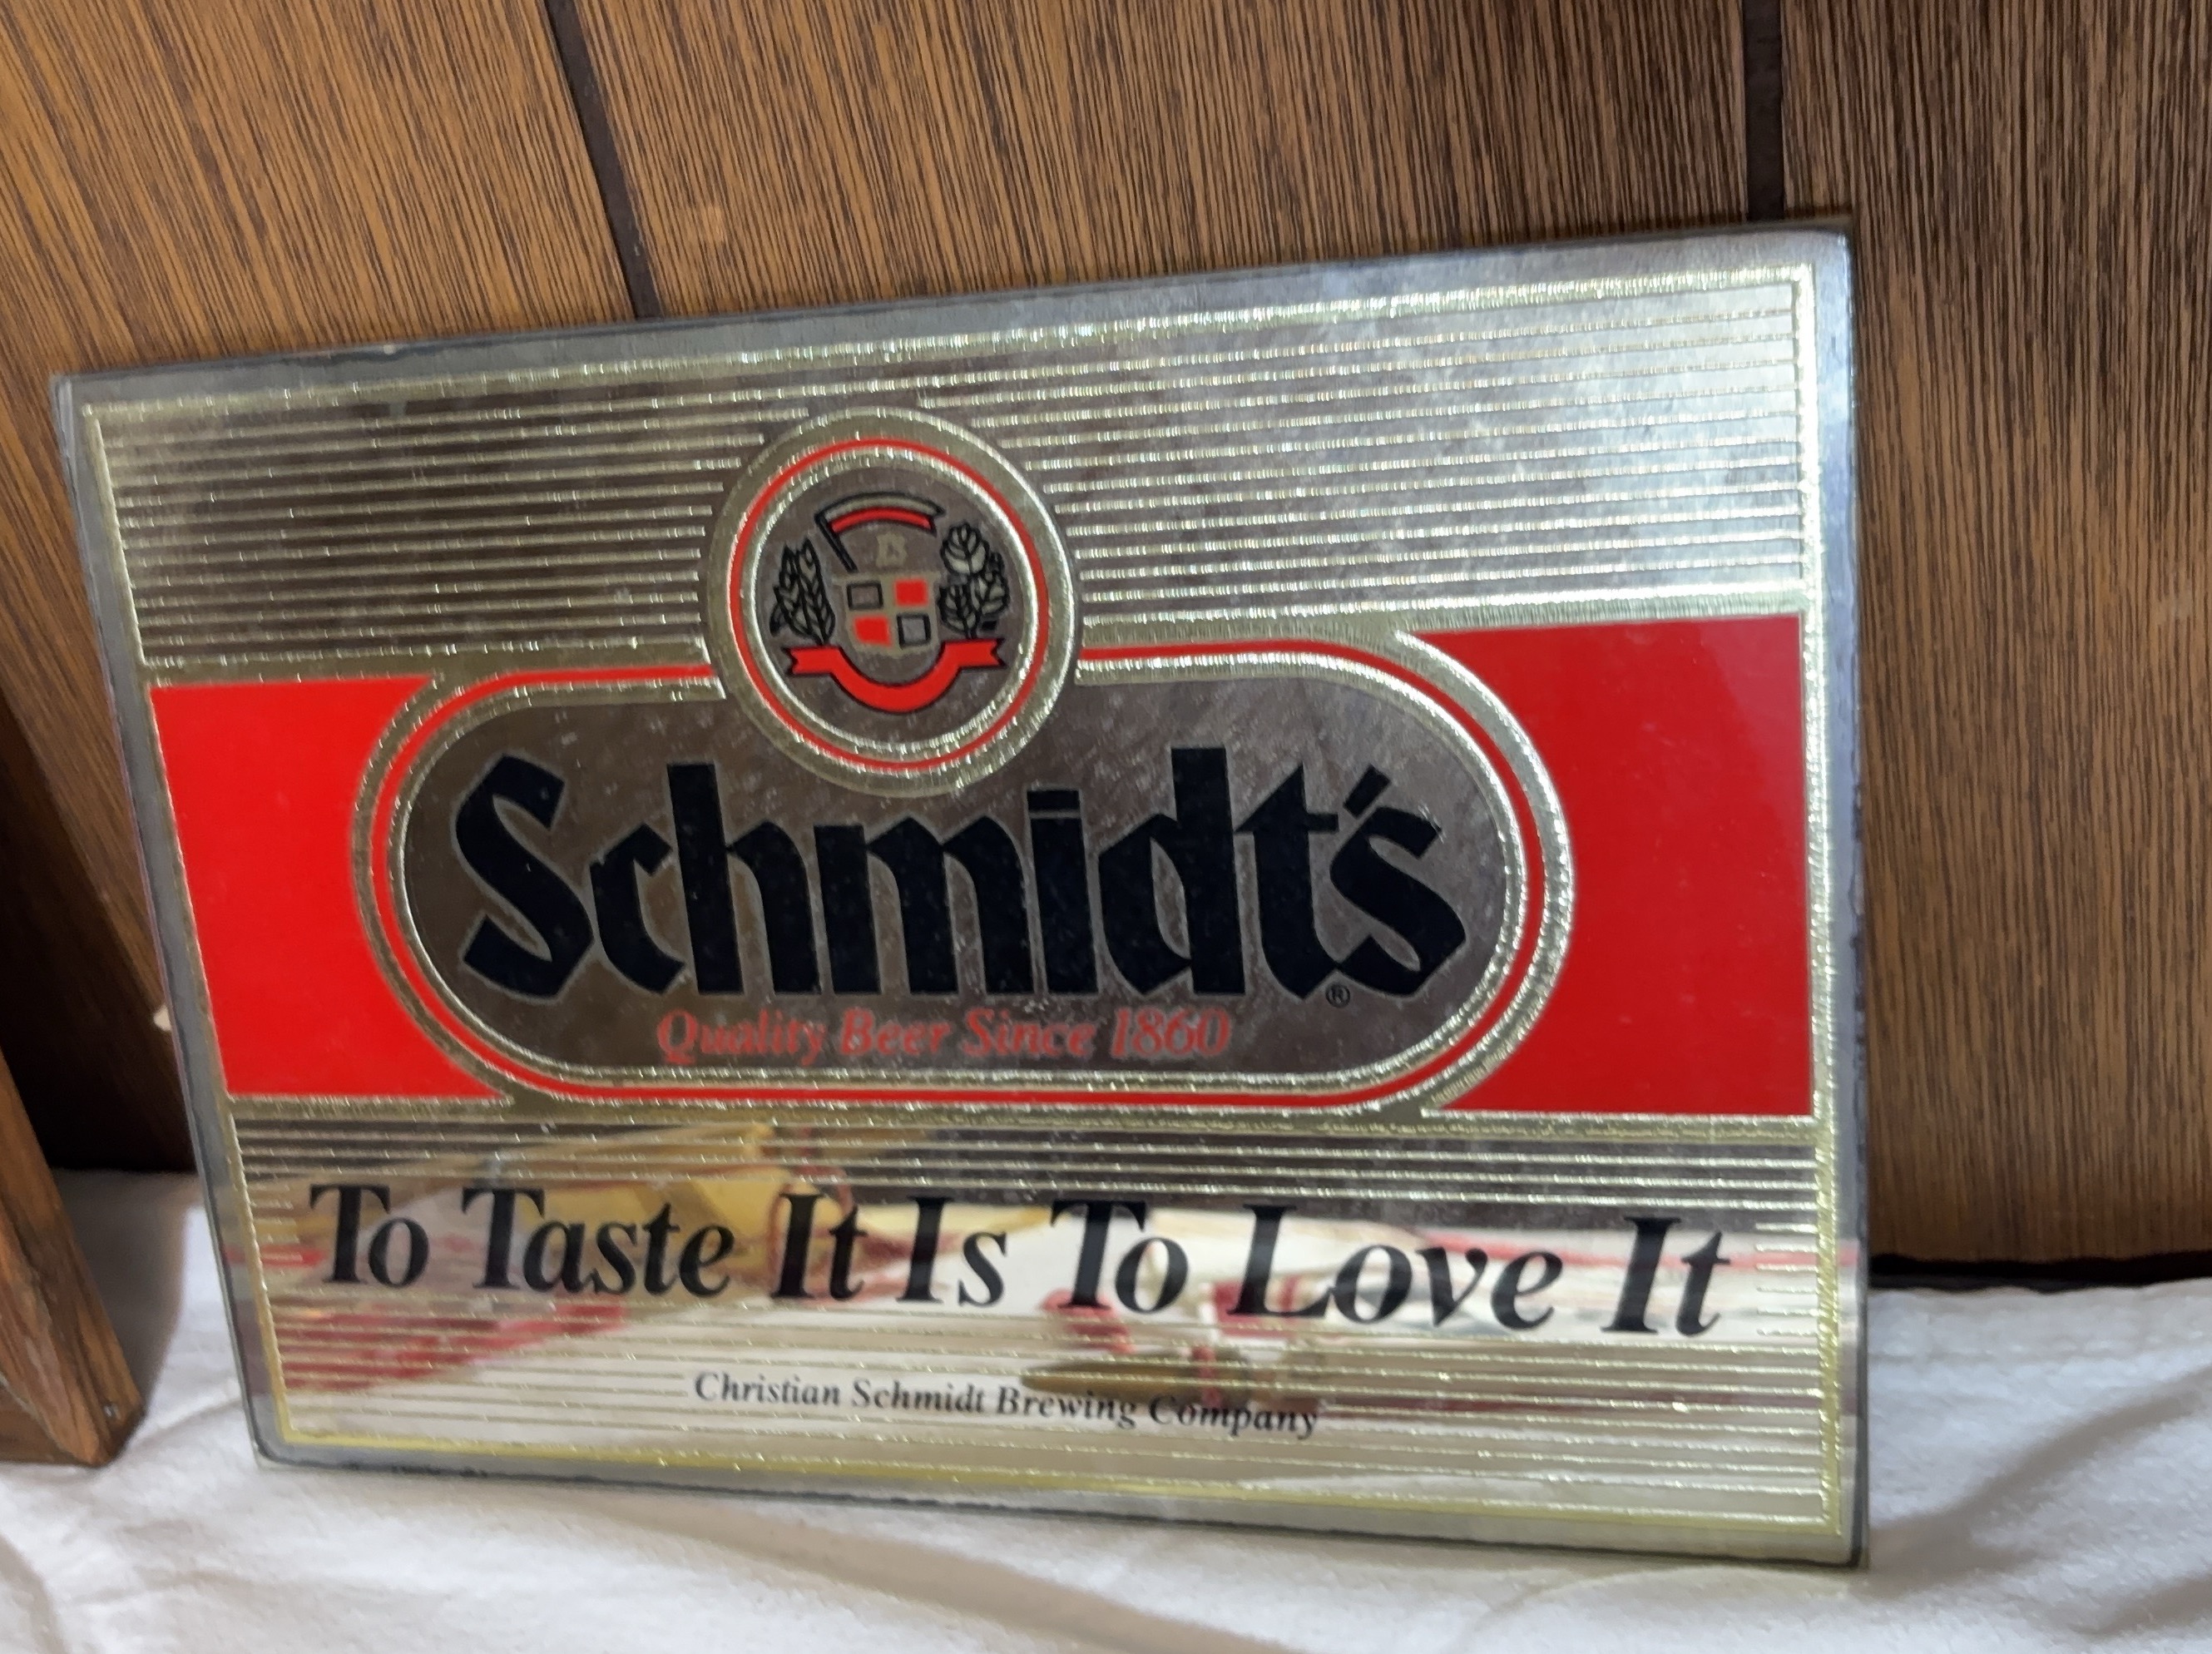 Schmidt's®
Quality Beer Since 1860
To Taste It Is To Love It
Christian Schmidt Brewing Company